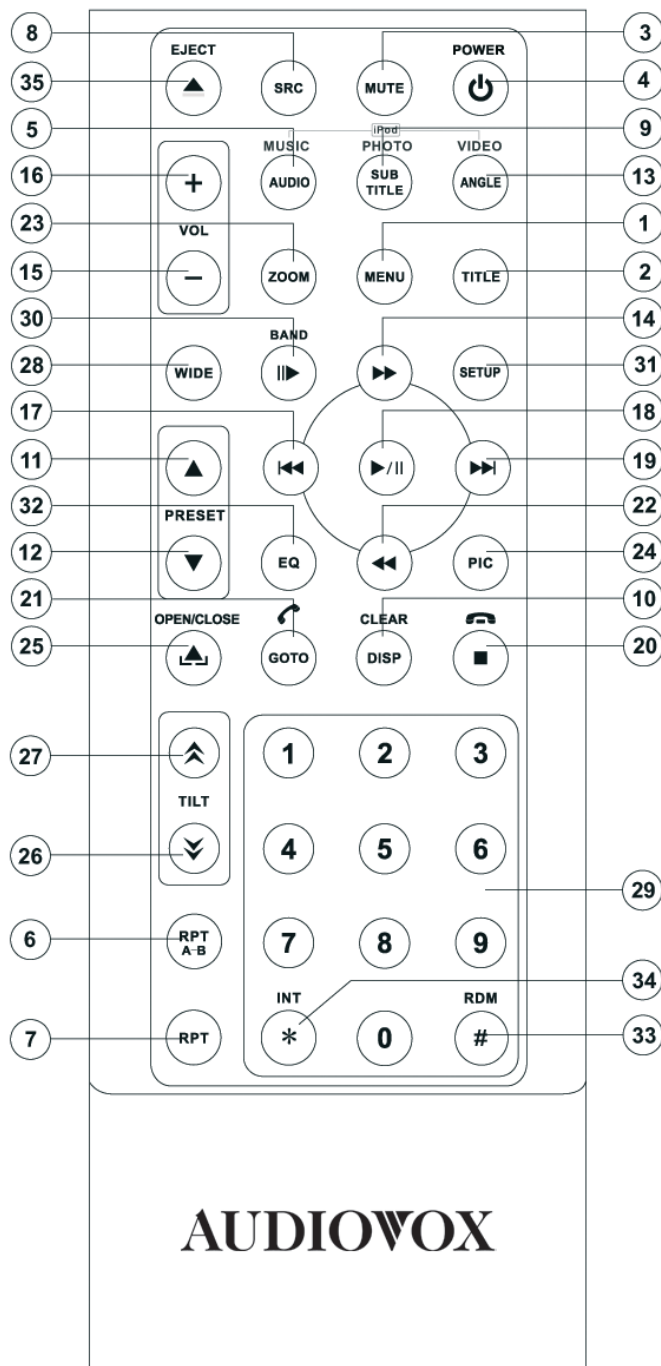 8 3
EJECT POWER
35 SRC MUTE 4
5 iPod 9
MUSIC PHOTO VIDEO
16 + AUDIO SUB TITLE ANGLE 13
23 VOL 1
15 − ZOOM MENU TITLE 2
30 BAND 14
28 WIDE SETUP 31
17 18
11 ▶/II 19
32 PRESET 22
12 EQ PIC 24
21 10
OPEN/CLOSE CLEAR
25 GOTO DISP 20
27 1 2 3
TILT
26 4 5 6
29
6 RPT A-B 7 8 9
34
INT RDM
7 RPT * 0 # 33
AUDIOVOX